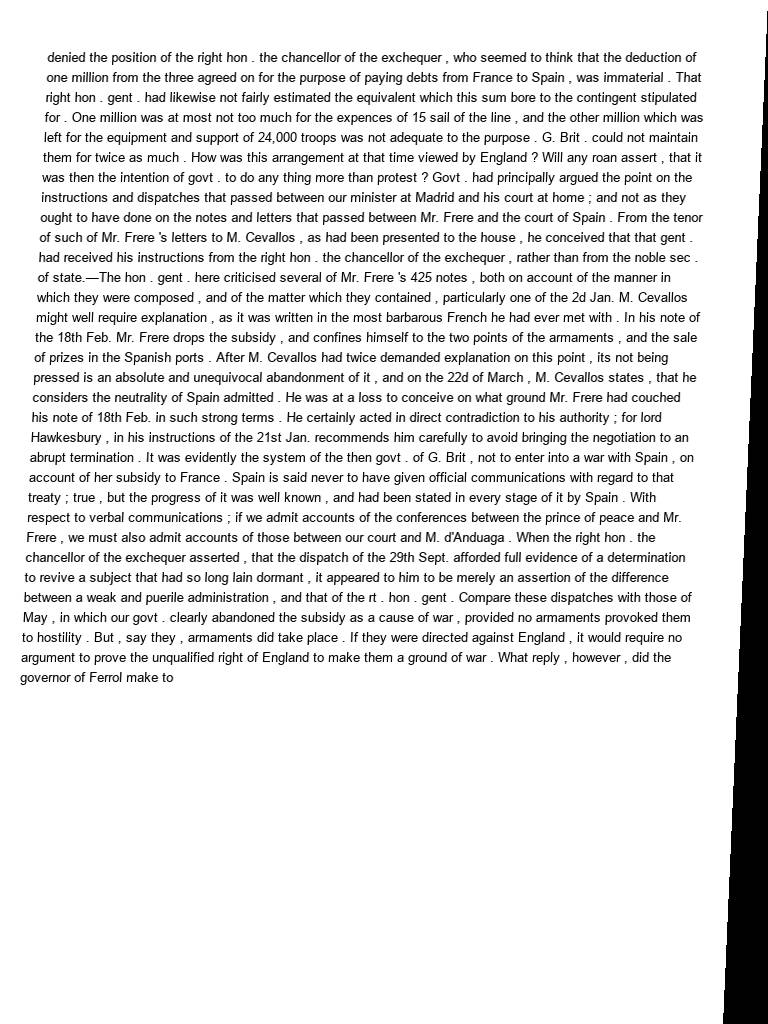 denied the position of the right hon . the chancellor of the exchequer , who seemed to think that the deduction of
one million from the three agreed on for the purpose of paying debts from France to Spain , was immaterial . That
right hon . gent . had likewise not fairly estimated the equivalent which this sum bore to the contingent stipulated
for . One million was at most not too much for the expences of 15 sail of the line , and the other million which was
left for the equipment and support of 24,000 troops was not adequate to the purpose . G. Brit . could not maintain
them for twice as much . How was this arrangement at that time viewed by England ? Will any roan assert , that it
was then the intention of govt . to do any thing more than protest ? Govt . had principally argued the point on the
instructions and dispatches that passed between our minister at Madrid and his court at home ; and not as they
ought to have done on the notes and letters that passed between Mr. Frere and the court of Spain . From the tenor
of such of Mr. Frere 's letters to M. Cevallos , as had been presented to the house , he conceived that that gent .
had received his instructions from the right hon . the chancellor of the exchequer , rather than from the noble sec .
of state.—The hon . gent . here criticised several of Mr. Frere 's 425 notes , both on account of the manner in
which they were composed , and of the matter which they contained , particularly one of the 2d Jan. M. Cevallos
might well require explanation , as it was written in the most barbarous French he had ever met with . In his note of
the 18th Feb. Mr. Frere drops the subsidy , and confines himself to the two points of the armaments , and the sale
of prizes in the Spanish ports . After M. Cevallos had twice demanded explanation on this point , its not being
pressed is an absolute and unequivocal abandonment of it , and on the 22d of March , M. Cevallos states , that he
considers the neutrality of Spain admitted . He was at a loss to conceive on what ground Mr. Frere had couched
his note of 18th Feb. in such strong terms . He certainly acted in direct contradiction to his authority ; for lord
Hawkesbury , in his instructions of the 21st Jan. recommends him carefully to avoid bringing the negotiation to an
abrupt termination . It was evidently the system of the then govt . of G. Brit , not to enter into a war with Spain , on
account of her subsidy to France . Spain is said never to have given official communications with regard to that
treaty ; true , but the progress of it was well known , and had been stated in every stage of it by Spain . With
respect to verbal communications ; if we admit accounts of the conferences between the prince of peace and Mr.
Frere , we must also admit accounts of those between our court and M. d'Anduaga . When the right hon . the
chancellor of the exchequer asserted , that the dispatch of the 29th Sept. afforded full evidence of a determination
to revive a subject that had so long lain dormant , it appeared to him to be merely an assertion of the difference
between a weak and puerile administration , and that of the rt . hon . gent . Compare these dispatches with those of
May , in which our govt . clearly abandoned the subsidy as a cause of war , provided no armaments provoked them
to hostility . But , say they , armaments did take place . If they were directed against England , it would require no
argument to prove the unqualified right of England to make them a ground of war . What reply , however , did the
governor of Ferrol make to